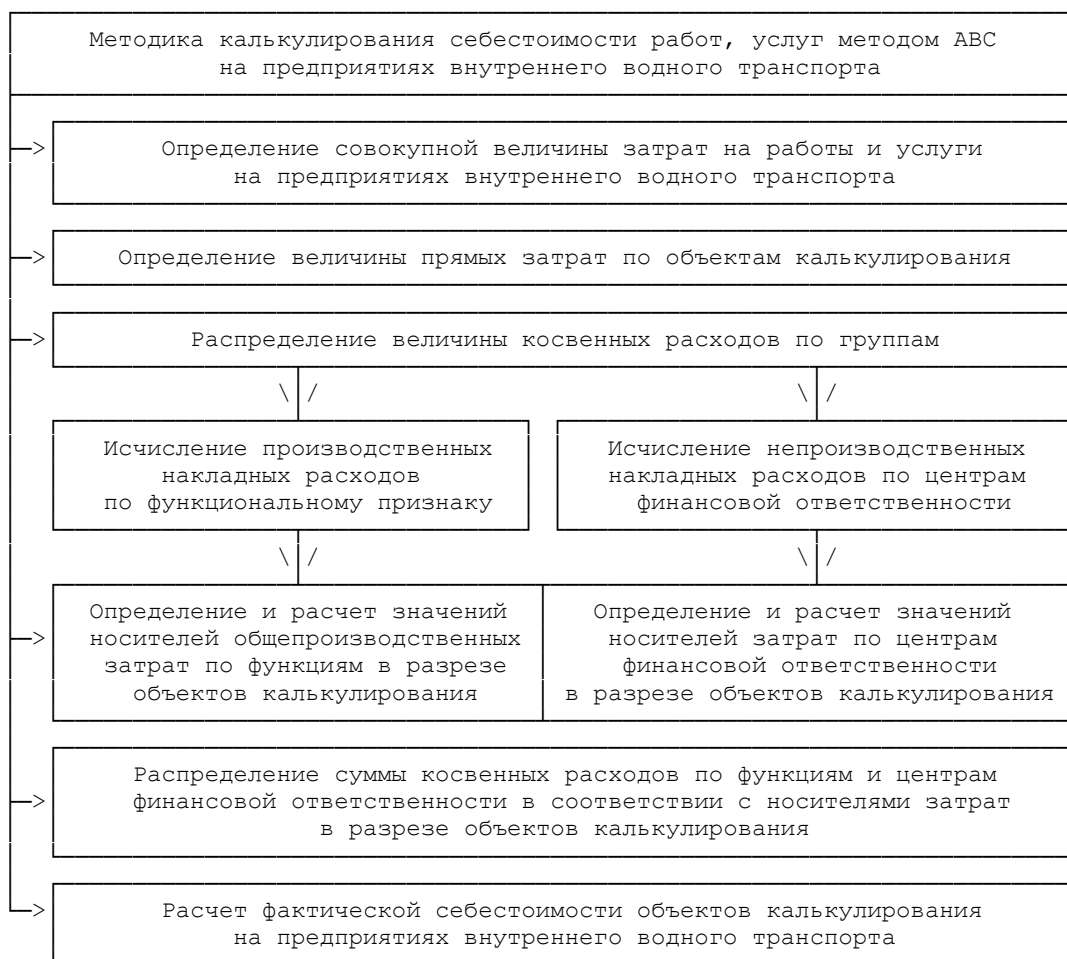 Методика калькулирования себестоимости работ, услуг методом ABC
на предприятиях внутреннего водного транспорта
Определение совокупной величины затрат на работы и услуги
на предприятиях внутреннего водного транспорта
Определение величины прямых затрат по объектам калькулирования
Распределение величины косвенных расходов по группам
Исчисление производственных
накладных расходов
по функциональному признаку
Исчисление непроизводственных
накладных расходов по центрам
финансовой ответственности
Определение и расчет значений
носителей общепроизводственных
затрат по функциям в разрезе
объектов калькулирования
Определение и расчет значений
носителей затрат по центрам
финансовой ответственности
в разрезе объектов калькулирования
Распределение суммы косвенных расходов по функциям и центрам
финансовой ответственности в соответствии с носителями затрат
в разрезе объектов калькулирования
Расчет фактической себестоимости объектов калькулирования
на предприятиях внутреннего водного транспорта